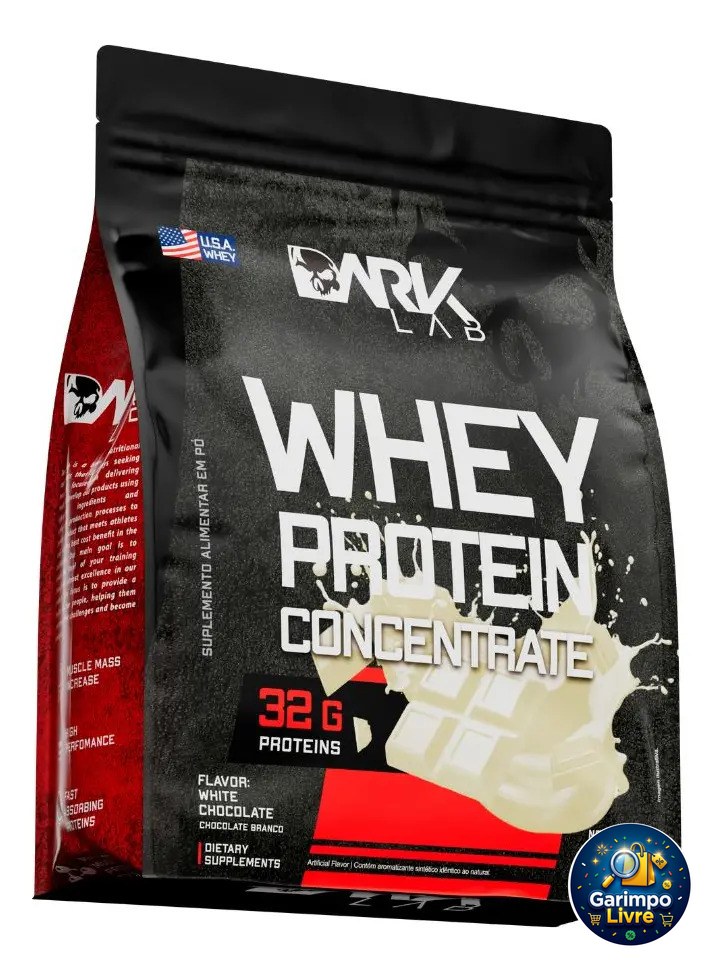 U.S.A.
WHEY
DARK
LAB
WHEY
PROTEIN
CONCENTRATE
SUPLEMENTO ALIMENTAR EM PÓ
32 G
PROTEINS
FLAVOR:
WHITE
CHOCOLATE
CHOCOLATE BRANCO
DIETARY
SUPPLEMENTS
Artificial Flavor | Contém aromatizante sintético idêntico ao natural.
seeking
delivering
products using
ingredients and
processes to
that meets athletes
cost benefit in the
main goal is to
of your training
excellence in our
is to provide a
people, helping them
challenges and become
MUSCLE MASS
INCREASE
HIGH
PERFOMANCE
FAST
ABSORBING
PROTEINS
LAB
Garimpo
Livre